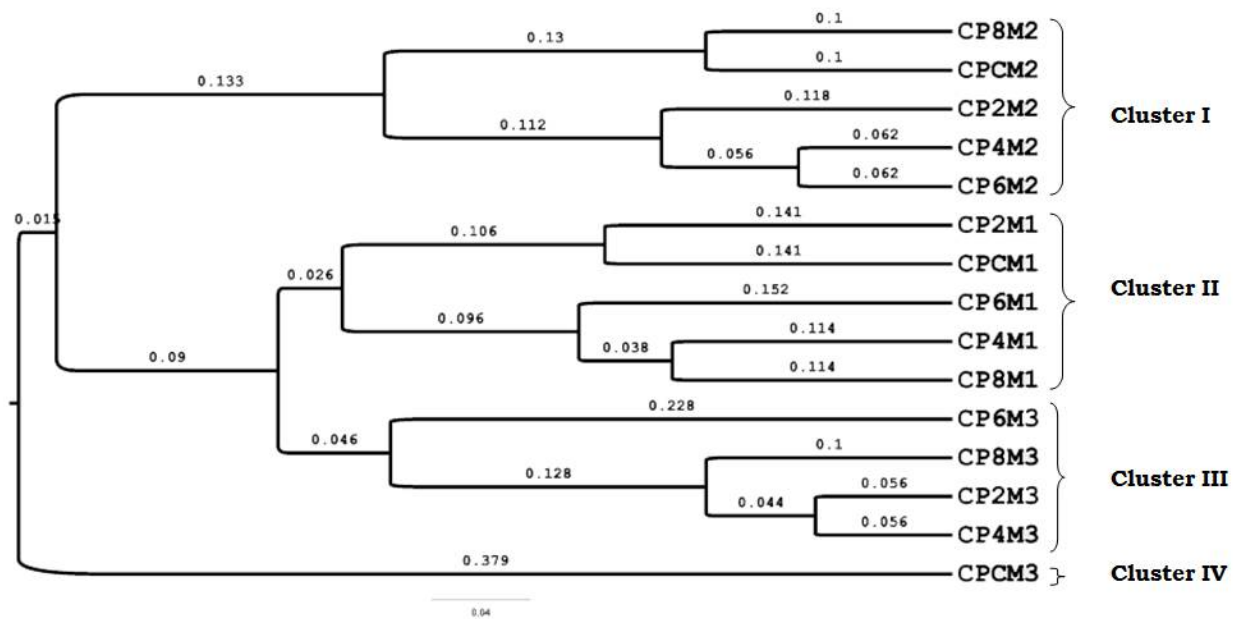 0.1
CP8M2
0.13
0.1
CPCM2
0.133
0.118
CP2M2
Cluster I
0.112
0.062
CP4M2
0.056
0.062
CP6M2
0.015
0.141
CP2M1
0.106
0.141
CPCM1
0.026
Cluster II
0.152
CP6M1
0.096
0.114
CP4M1
0.038
0.09
0.114
CP8M1
0.228
CP6M3
0.046
0.1
CP8M3
0.128
Cluster III
0.056
CP2M3
0.044
0.056
CP4M3
0.379
CPCM3
Cluster IV
0.04